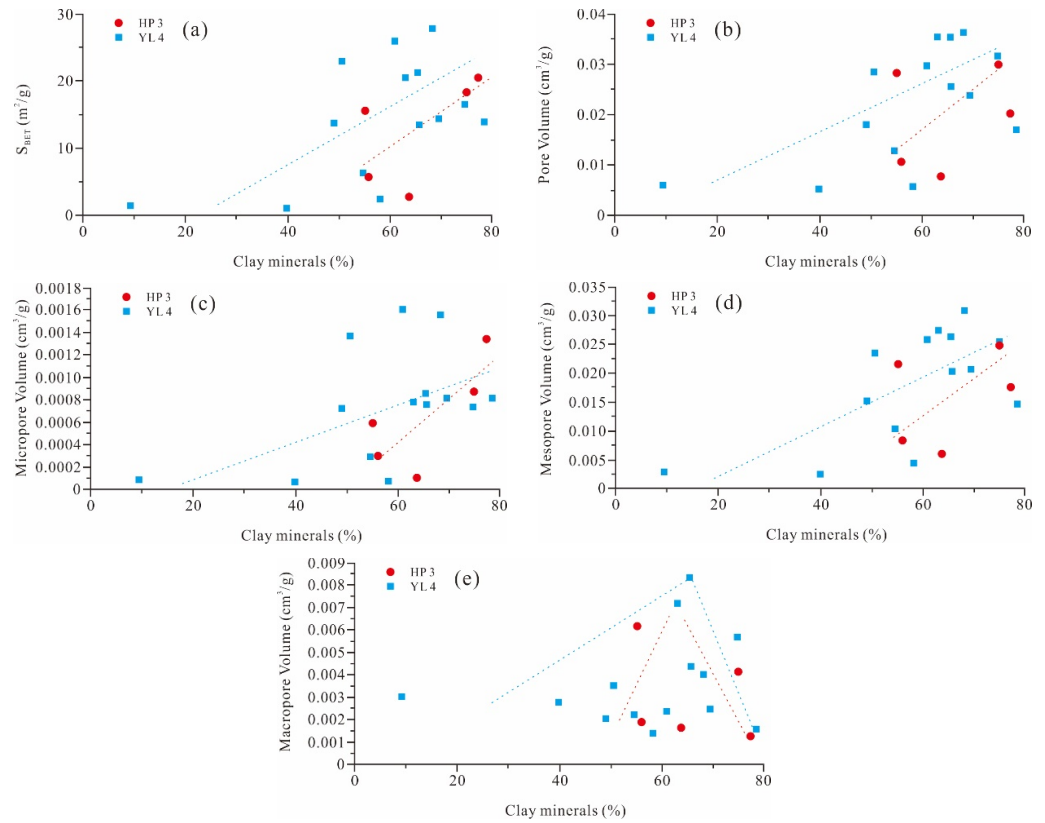 HP 3
YL 4
(a)
30
20
10
0
S_BET (m²/g)
0 20 40 60 80
Clay minerals (%)
HP 3
YL 4
(b)
0.04
0.03
0.02
0.01
0
Pore Volume (cm³/g)
0 20 40 60 80
Clay minerals (%)
HP 3
YL 4
(c)
0.0018
0.0016
0.0014
0.0012
0.0010
0.0008
0.0006
0.0004
0.0002
0
Micropore Volume (cm³/g)
0 20 40 60 80
Clay minerals (%)
HP 3
YL 4
(d)
0.035
0.030
0.025
0.020
0.015
0.010
0.005
0
Mesopore Volume (cm³/g)
0 20 40 60 80
Clay minerals (%)
HP 3
YL 4
(e)
0.009
0.008
0.007
0.006
0.005
0.004
0.003
0.002
0.001
0
Macropore Volume (cm³/g)
0 20 40 60 80
Clay minerals (%)